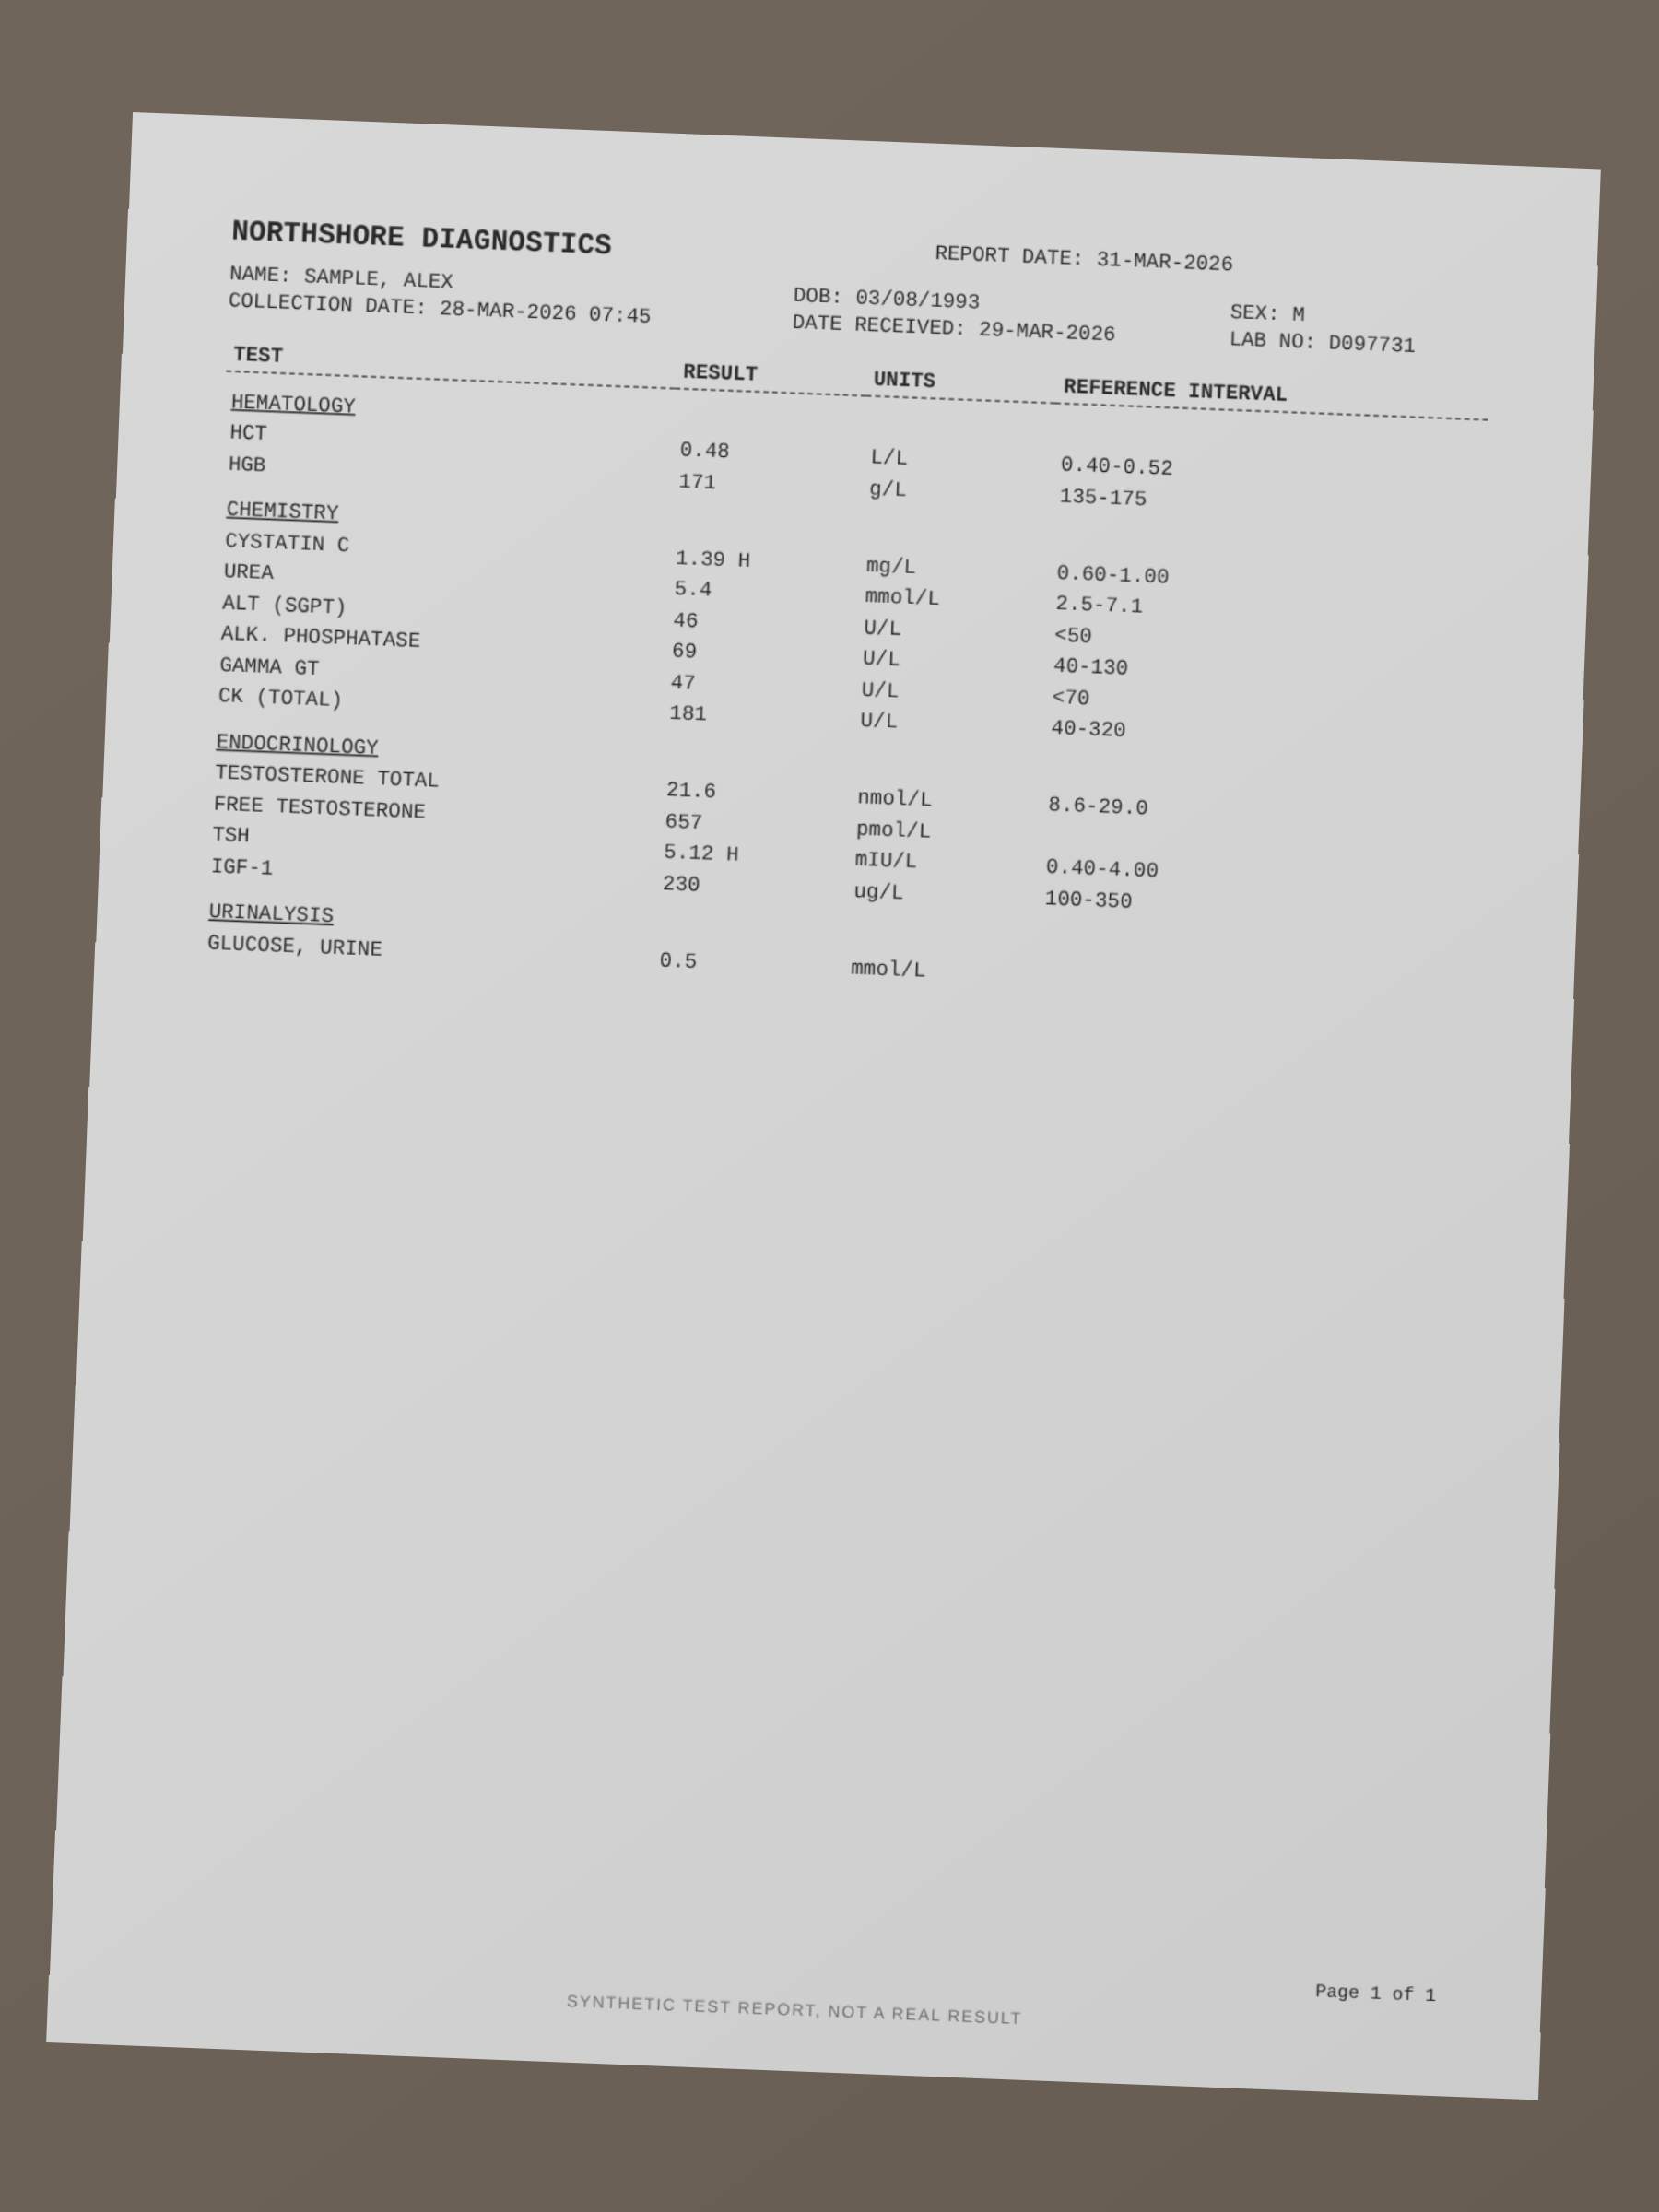 NORTHSHORE DIAGNOSTICS REPORT DATE: 31-MAR-2026
NAME: SAMPLE, ALEX DOB: 03/08/1993 SEX: M
COLLECTION DATE: 28-MAR-2026 07:45 DATE RECEIVED: 29-MAR-2026 LAB NO: D097731
TEST RESULT UNITS REFERENCE INTERVAL
HEMATOLOGY
HCT 0.48 L/L 0.40-0.52
HGB 171 g/L 135-175
CHEMISTRY
CYSTATIN C 1.39 H mg/L 0.60-1.00
UREA 5.4 mmol/L 2.5-7.1
ALT (SGPT) 46 U/L <50
ALK. PHOSPHATASE 69 U/L 40-130
GAMMA GT 47 U/L <70
CK (TOTAL) 181 U/L 40-320
ENDOCRINOLOGY
TESTOSTERONE TOTAL 21.6 nmol/L 8.6-29.0
FREE TESTOSTERONE 657 pmol/L
TSH 5.12 H mIU/L 0.40-4.00
IGF-1 230 ug/L 100-350
URINALYSIS
GLUCOSE, URINE 0.5 mmol/L
Page 1 of 1
SYNTHETIC TEST REPORT, NOT A REAL RESULT